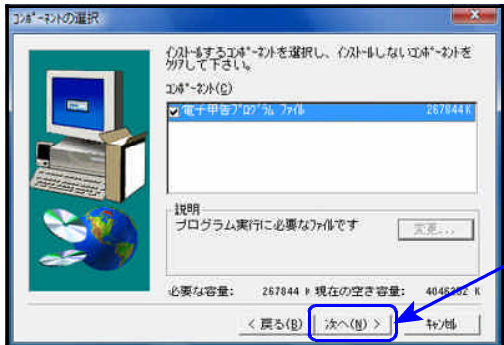 コンポーネントの選択
インストールするコンポーネントを選択し、インストールしないコンポーネントを
クリアして下さい。
コンポーネント(C)
電子申告プログラム ファイル 267844 K
説明
プログラム実行に必要なファイルです
変更...
必要な容量: 267844 K 現在の空き容量: K
< 戻る(B) 次へ(N) > キャンセル